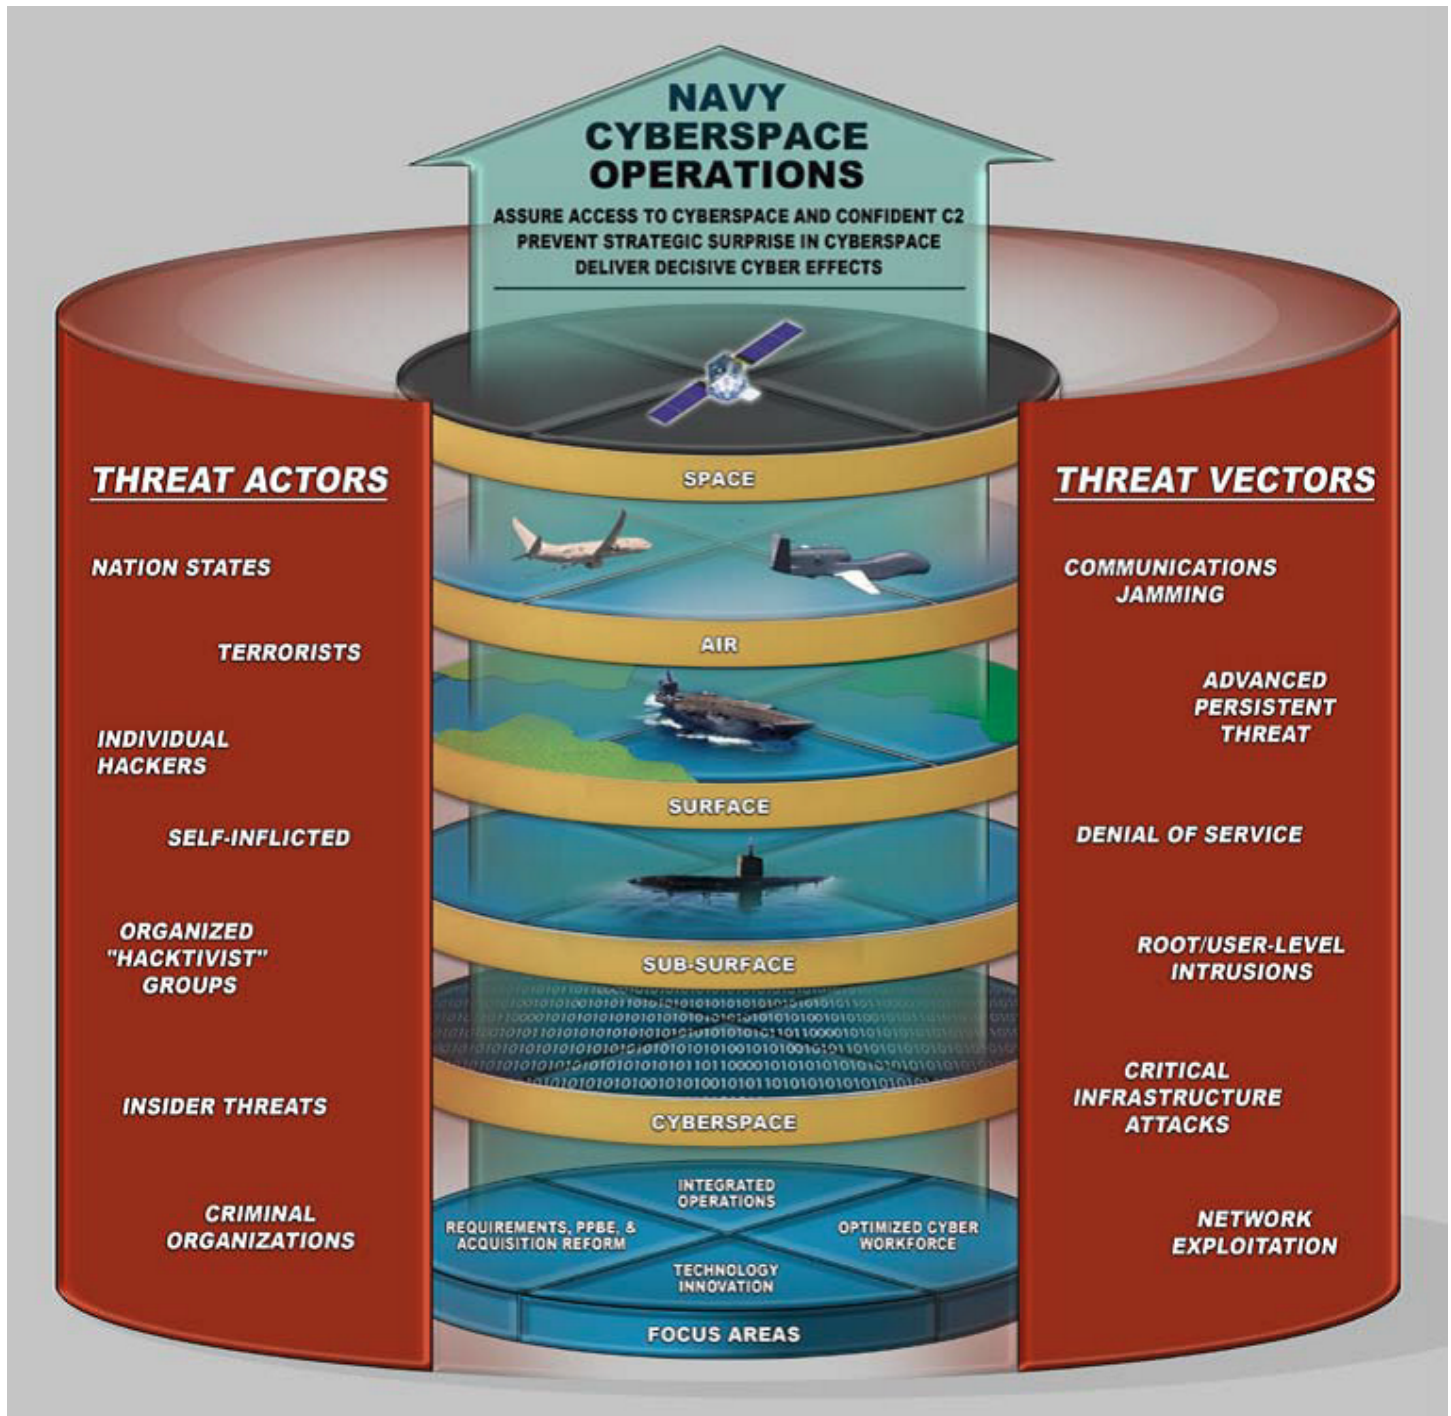 NAVY
CYBERSPACE
OPERATIONS
ASSURE ACCESS TO CYBERSPACE AND CONFIDENT C2
PREVENT STRATEGIC SURPRISE IN CYBERSPACE
DELIVER DECISIVE CYBER EFFECTS
THREAT ACTORS
NATION STATES
TERRORISTS
INDIVIDUAL
HACKERS
SELF-INFLICTED
ORGANIZED
"HACKTIVIST"
GROUPS
INSIDER THREATS
CRIMINAL
ORGANIZATIONS
SPACE
AIR
SURFACE
SUB-SURFACE
CYBERSPACE
INTEGRATED
OPERATIONS
REQUIREMENTS, PPBE, &
ACQUISITION REFORM
OPTIMIZED CYBER
WORKFORCE
TECHNOLOGY
INNOVATION
FOCUS AREAS
THREAT VECTORS
COMMUNICATIONS
JAMMING
ADVANCED
PERSISTENT
THREAT
DENIAL OF SERVICE
ROOT/USER-LEVEL
INTRUSIONS
CRITICAL
INFRASTRUCTURE
ATTACKS
NETWORK
EXPLOITATION